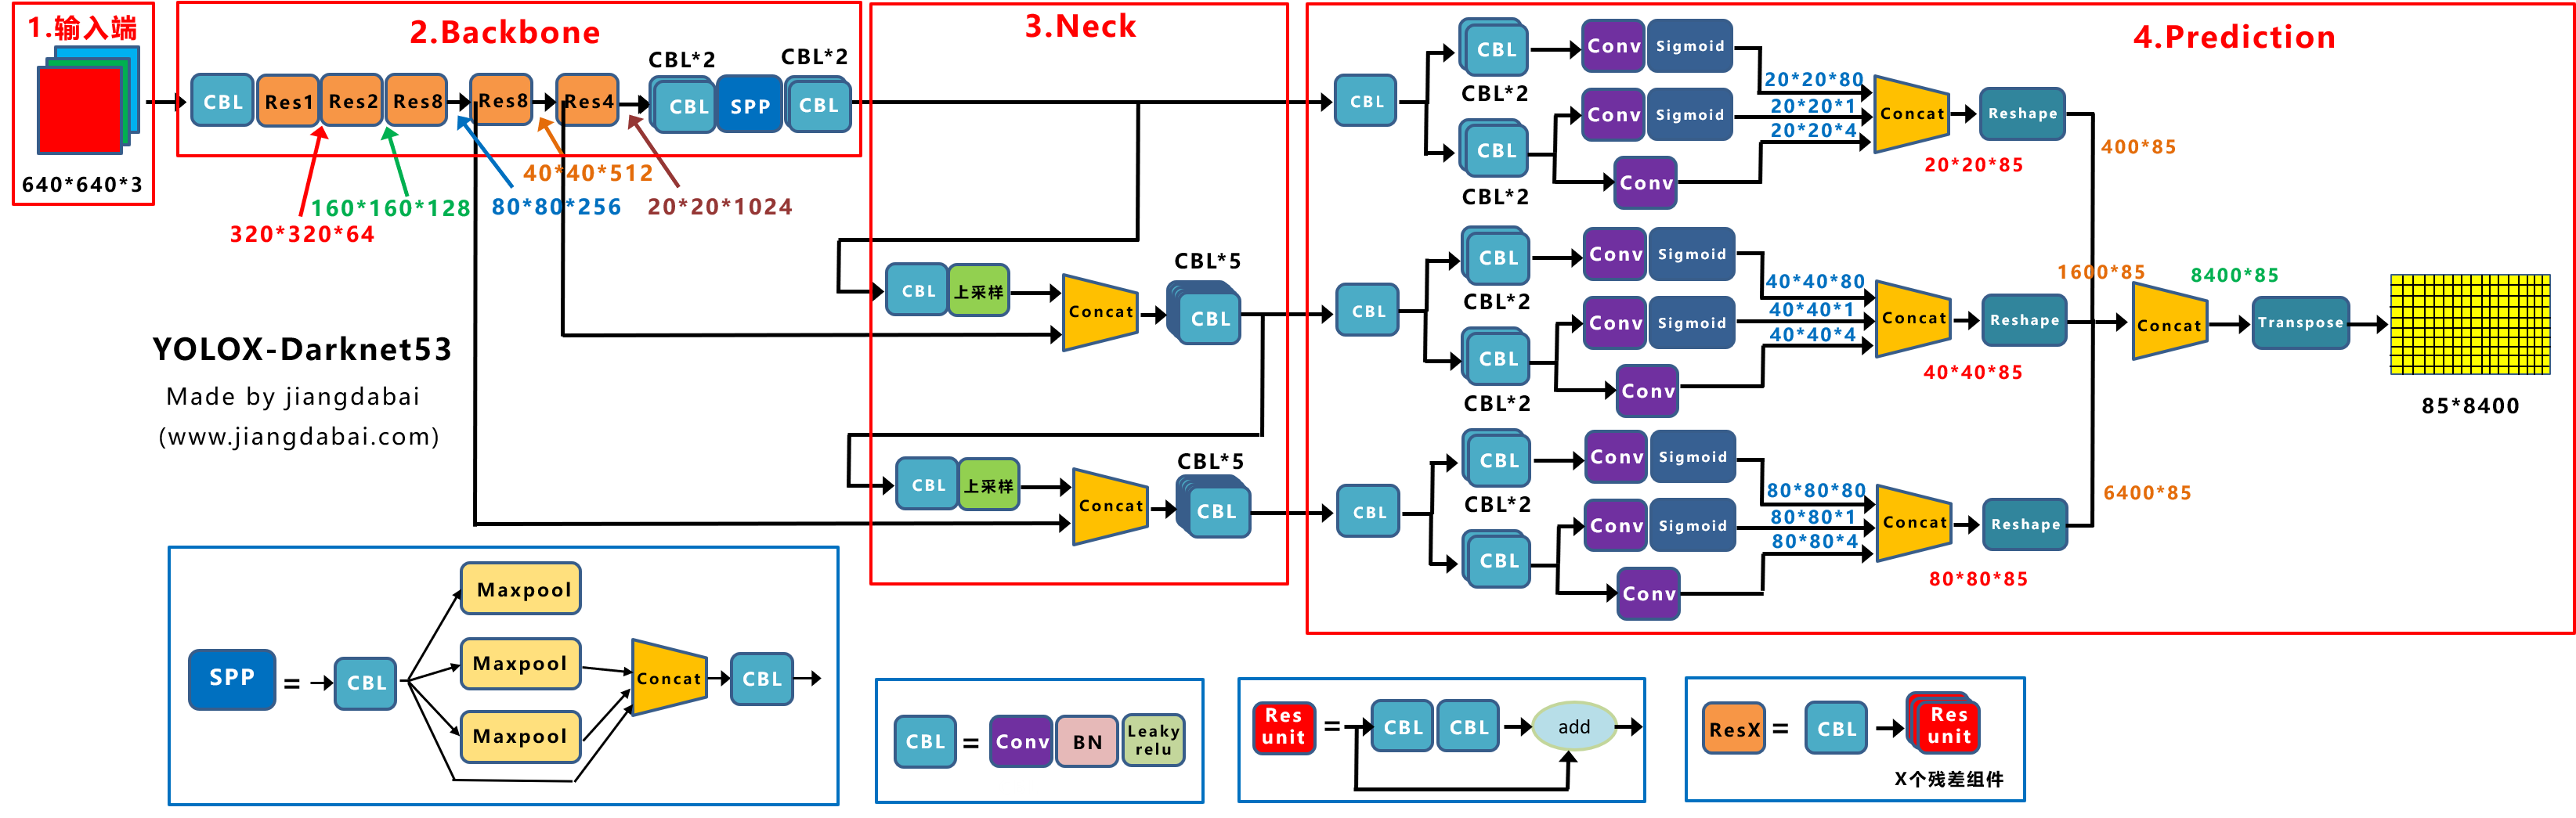 1.输入端
640*640*3
2.Backbone
CBL*2
CBL*2
CBL
Res1
Res2
Res8
Res8
Res4
CBL
SPP
CBL
320*320*64
160*160*128
80*80*256
40*40*512
20*20*1024
YOLOX-Darknet53
Made by jiangdabai
(www.jiangdabai.com)
3.Neck
CBL
上采样
Concat
CBL*5
CBL
CBL
上采样
Concat
CBL*5
CBL
4.Prediction
CBL
CBL
CBL*2
Conv
Sigmoid
CBL
CBL*2
Conv
Sigmoid
Conv
20*20*80
20*20*1
20*20*4
Concat
20*20*85
Reshape
400*85
CBL
CBL
CBL*2
Conv
Sigmoid
CBL
CBL*2
Conv
Sigmoid
Conv
40*40*80
40*40*1
40*40*4
Concat
40*40*85
Reshape
1600*85
CBL
CBL
CBL*2
Conv
Sigmoid
CBL
Conv
Sigmoid
Conv
80*80*80
80*80*1
80*80*4
Concat
80*80*85
Reshape
6400*85
Concat
8400*85
Transpose
85*8400
SPP
=
CBL
Maxpool
Maxpool
Maxpool
Concat
CBL
CBL
=
Conv
BN
Leaky
relu
Res
unit
=
CBL
CBL
add
ResX
=
CBL
Res
unit
X个残差组件